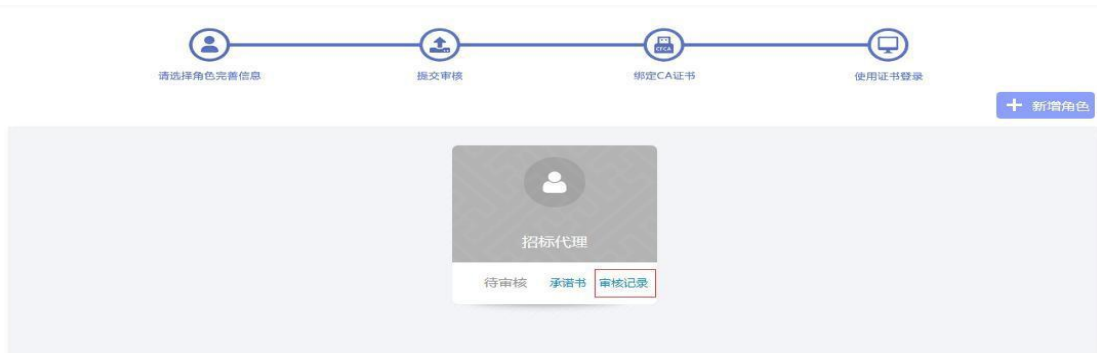 CFCA
请选择角色完善信息
提交审核
绑定CA证书
使用证书登录
新增角色
招标代理
待审核 承诺书 审核记录